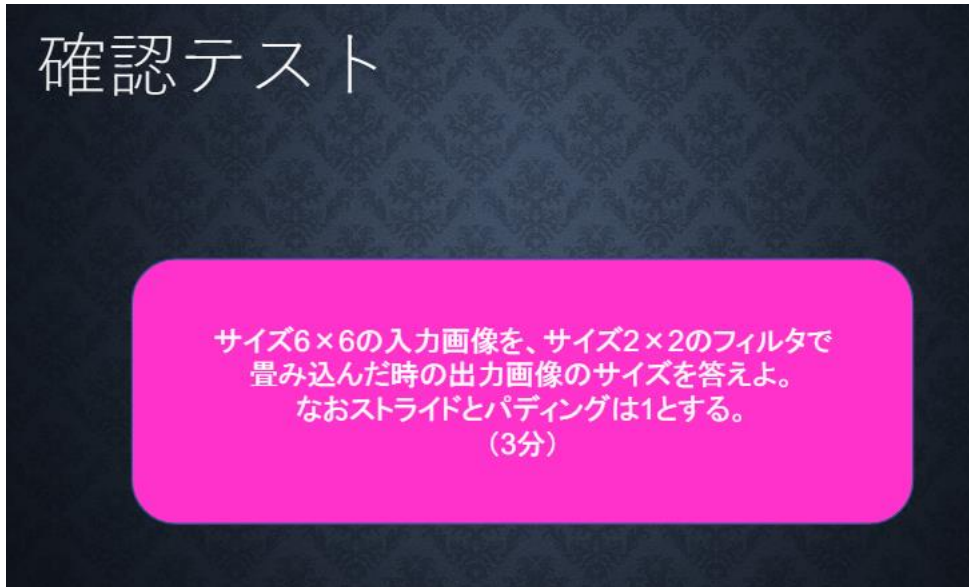 確認テスト
サイズ6×6の入力画像を、サイズ2×2のフィルタで
畳み込んだ時の出力画像のサイズを答えよ。
なおストライドとパディングは1とする。
(3分)